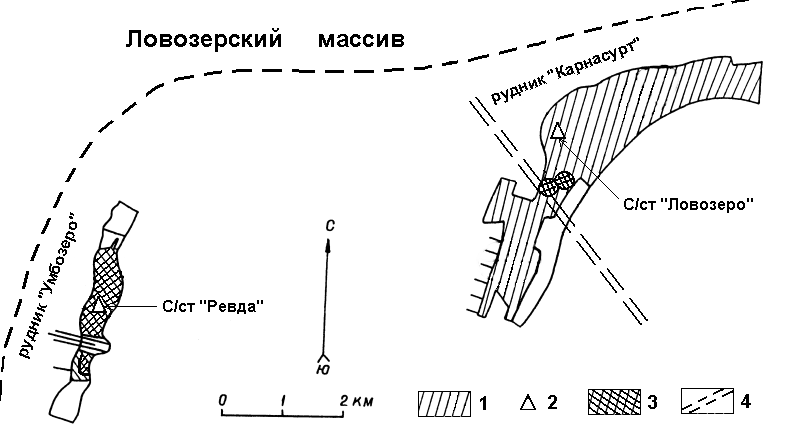 Ловозерский массив
рудник "Карнасурт"
С/ст "Ловозеро"
рудник "Умбозеро"
С/ст "Ревда"
С
Ю
0 1 2 км
1 2 3 4